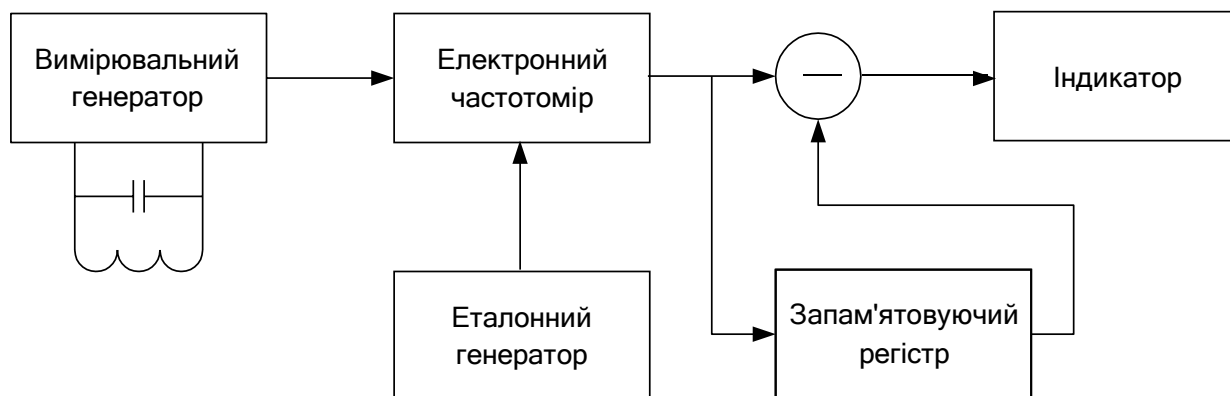 Вимірювальний
генератор
Електронний
частотомір
Індикатор
Еталонний
генератор
Запам'ятовуючий
регістр